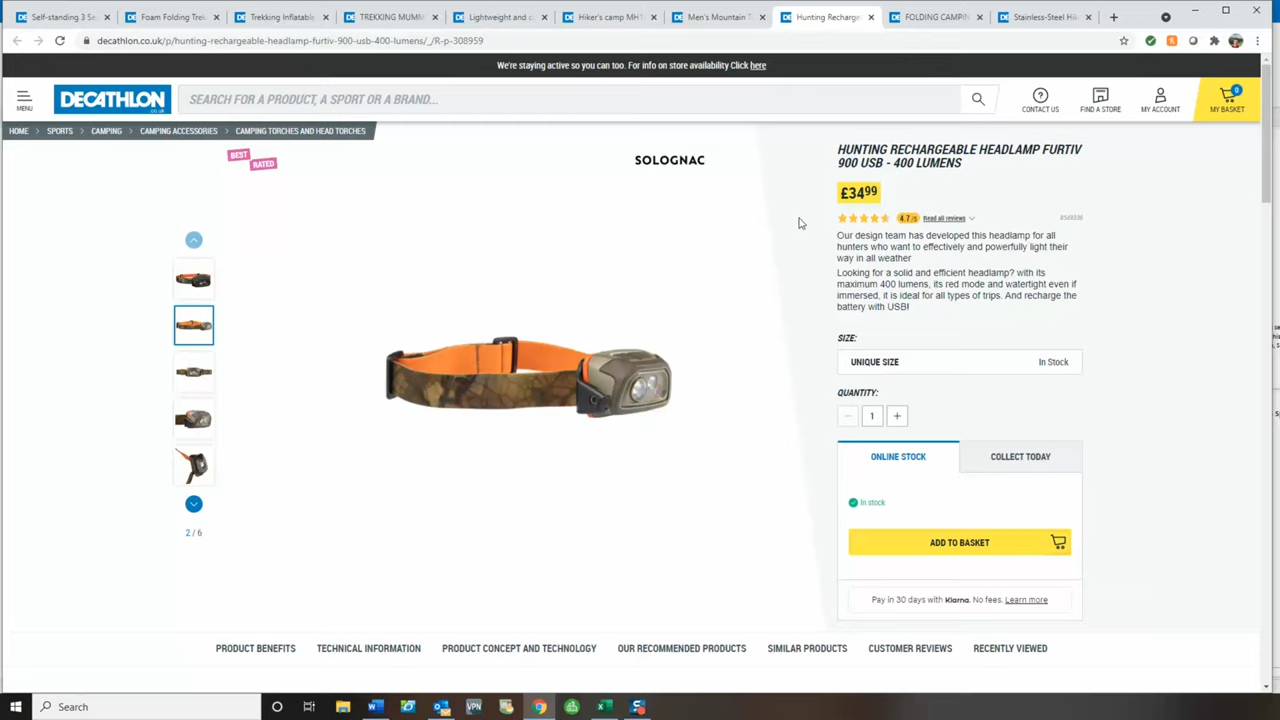 Self-standing 3 Se
Foam Folding Trek
Trekking Inflatable
TREKKING MUMM
Lightweight and c
Hiker's camp MH1
Men's Mountain T
Hunting Recharge
FOLDING CAMPIN
Stainless-Steel Hik
decathlon.co.uk/p/hunting-rechargeable-headlamp-furtiv-900-usb-400-lumens/_/R-p-308959
We're staying active so you can too. For info on store availability Click here
MENU
DECATHLON
SEARCH FOR A PRODUCT, A SPORT OR A BRAND...
CONTACT US
FIND A STORE
MY ACCOUNT
0
MY BASKET
HOME
SPORTS
CAMPING
CAMPING ACCESSORIES
CAMPING TORCHES AND HEAD TORCHES
BEST
RATED
SOLOGNAC
HUNTING RECHARGEABLE HEADLAMP FURTIV
900 USB - 400 LUMENS
£34.99
4.7/5 Read all reviews
Our design team has developed this headlamp for all
hunters who want to effectively and powerfully light their
way in all weather
Looking for a solid and efficient headlamp? with its
maximum 400 lumens, its red mode and watertight even if
immersed, it is ideal for all types of trips. And recharge the
battery with USB!
SIZE:
UNIQUE SIZE In Stock
QUANTITY:
1
ONLINE STOCK
COLLECT TODAY
In stock
ADD TO BASKET
Pay in 30 days with Klarna. No fees. Learn more
2 / 6
PRODUCT BENEFITS
TECHNICAL INFORMATION
PRODUCT CONCEPT AND TECHNOLOGY
OUR RECOMMENDED PRODUCTS
SIMILAR PRODUCTS
CUSTOMER REVIEWS
RECENTLY VIEWED
Search
VPN